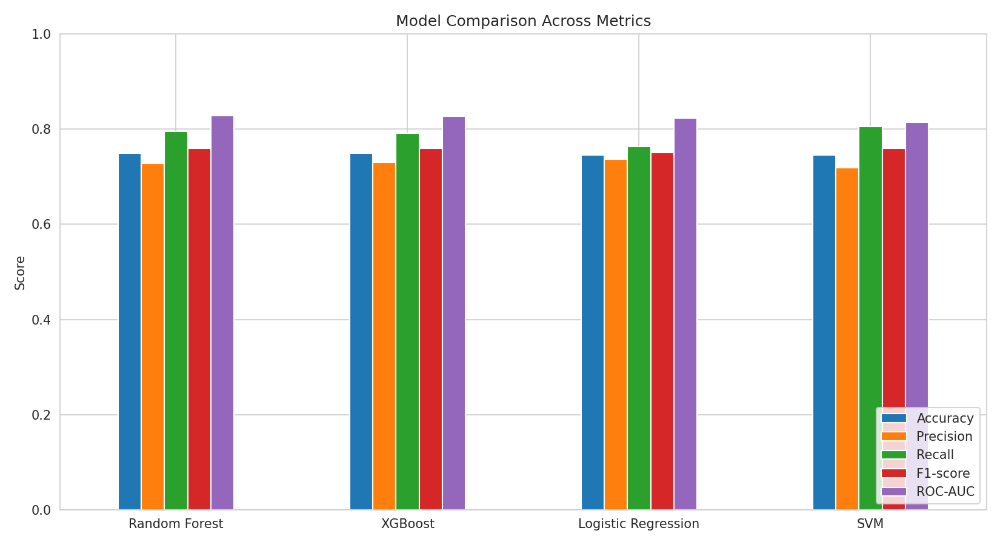 Model Comparison Across Metrics
1.0
0.8
0.6
0.4
0.2
0.0
Score
Random Forest
XGBoost
Logistic Regression
SVM
Accuracy
Precision
Recall
F1-score
ROC-AUC